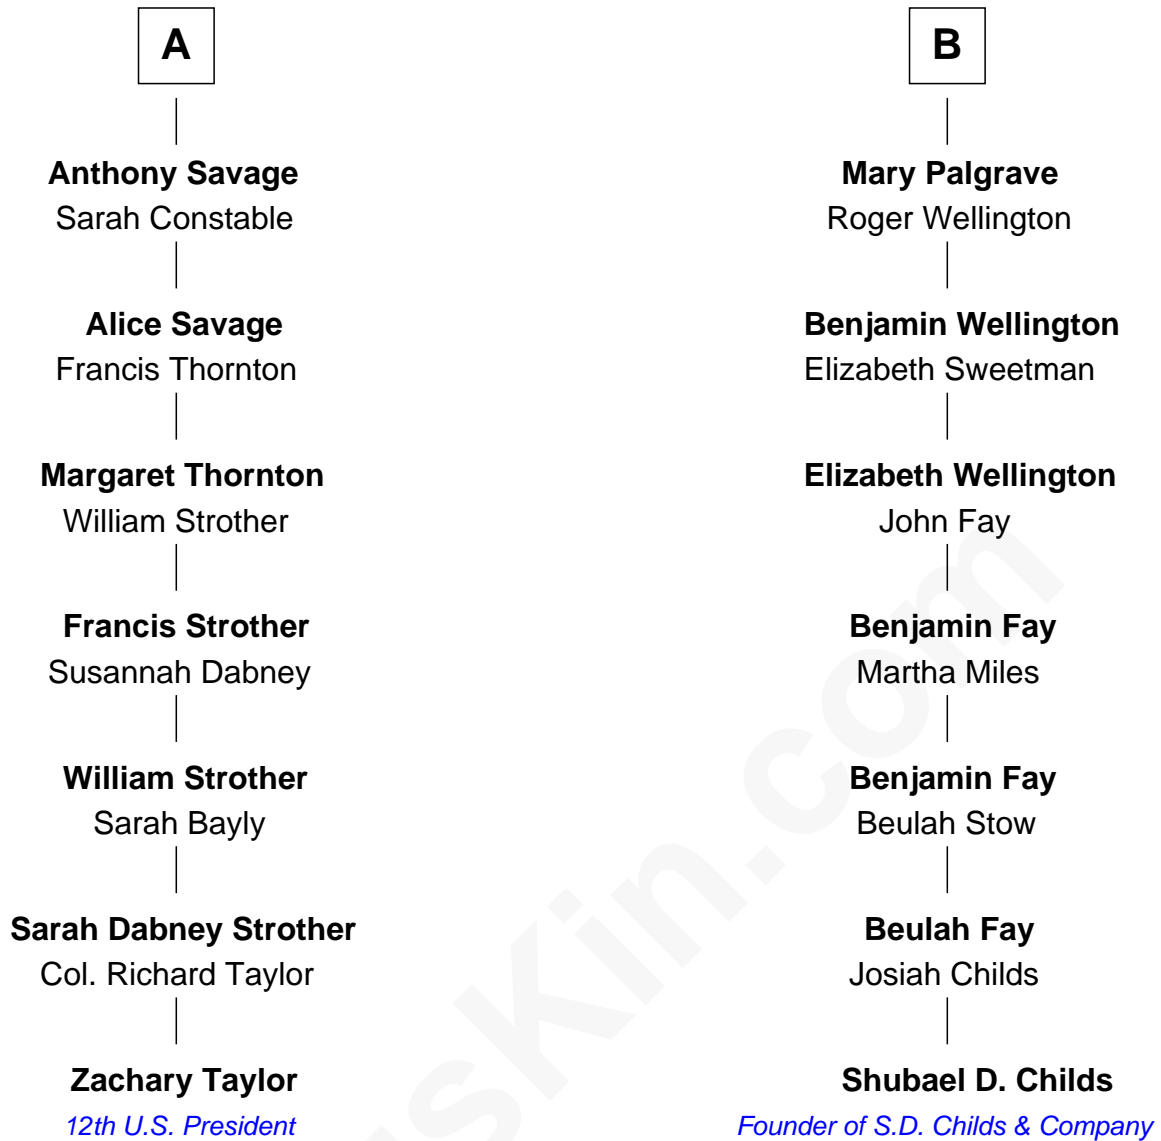 A
B
Anthony Savage
Sarah Constable
Mary Palgrave
Roger Wellington
Alice Savage
Francis Thornton
Benjamin Wellington
Elizabeth Sweetman
Margaret Thornton
William Strother
Elizabeth Wellington
John Fay
Francis Strother
Susannah Dabney
Benjamin Fay
Martha Miles
William Strother
Sarah Bayly
Benjamin Fay
Beulah Stow
Sarah Dabney Strother
Col. Richard Taylor
Beulah Fay
Josiah Childs
Zachary Taylor
12th U.S. President
Shubael D. Childs
Founder of S.D. Childs & Company
sKin.com